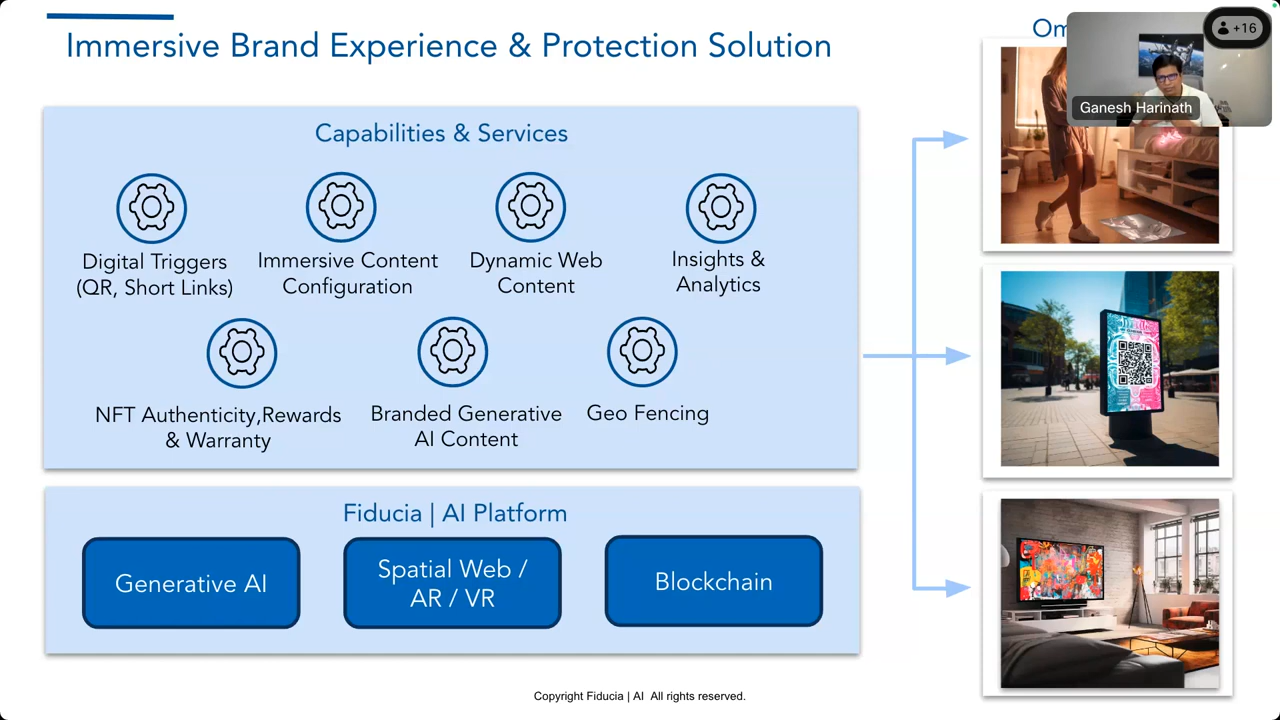 Immersive Brand Experience & Protection Solution
+16
Ganesh Harinath
Capabilities & Services
Digital Triggers
(QR, Short Links)
Immersive Content
Configuration
Dynamic Web
Content
Insights &
Analytics
NFT Authenticity,Rewards
& Warranty
Branded Generative
AI Content
Geo Fencing
Fiducia | AI Platform
Generative AI
Spatial Web /
AR / VR
Blockchain
Copyright Fiducia | AI All rights reserved.